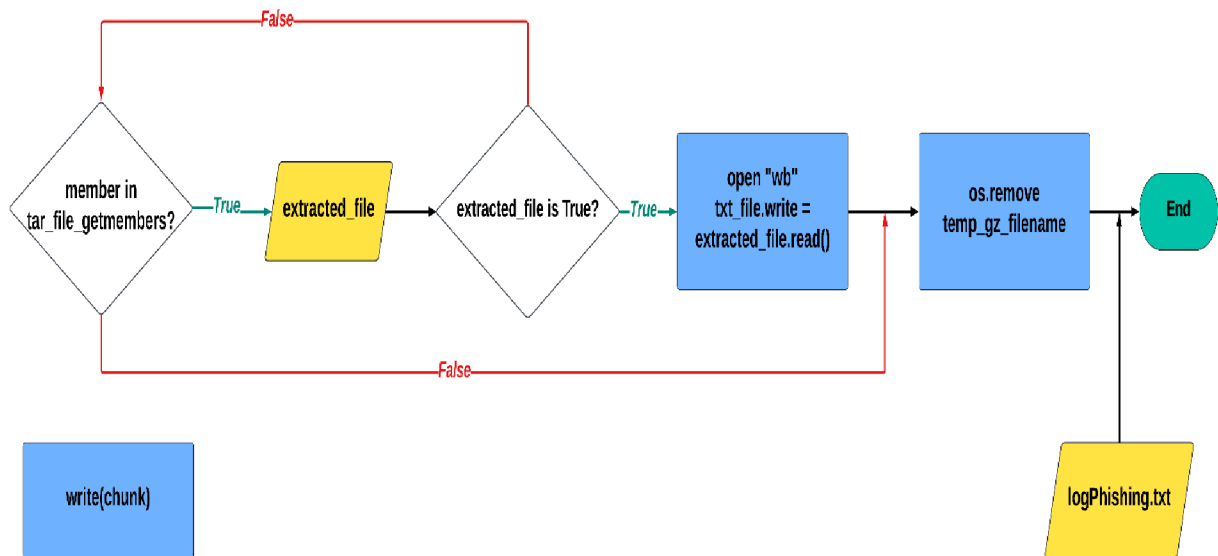 False
member in
tar_file_getmembers?
True
extracted_file
extracted_file is True?
True
open "wb"
txt_file.write =
extracted_file.read()
os.remove
temp_gz_filename
End
False
write(chunk)
logPhishing.txt